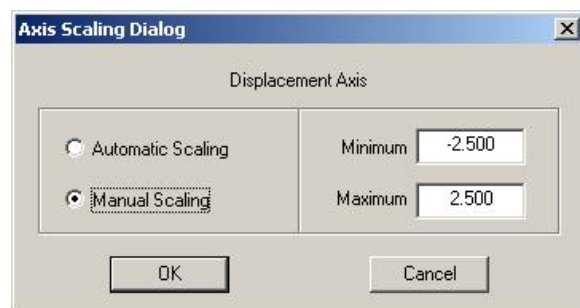 Axis Scaling Dialog
Displacement Axis
Automatic Scaling
Minimum -2.500
Manual Scaling
Maximum 2.500
OK
Cancel